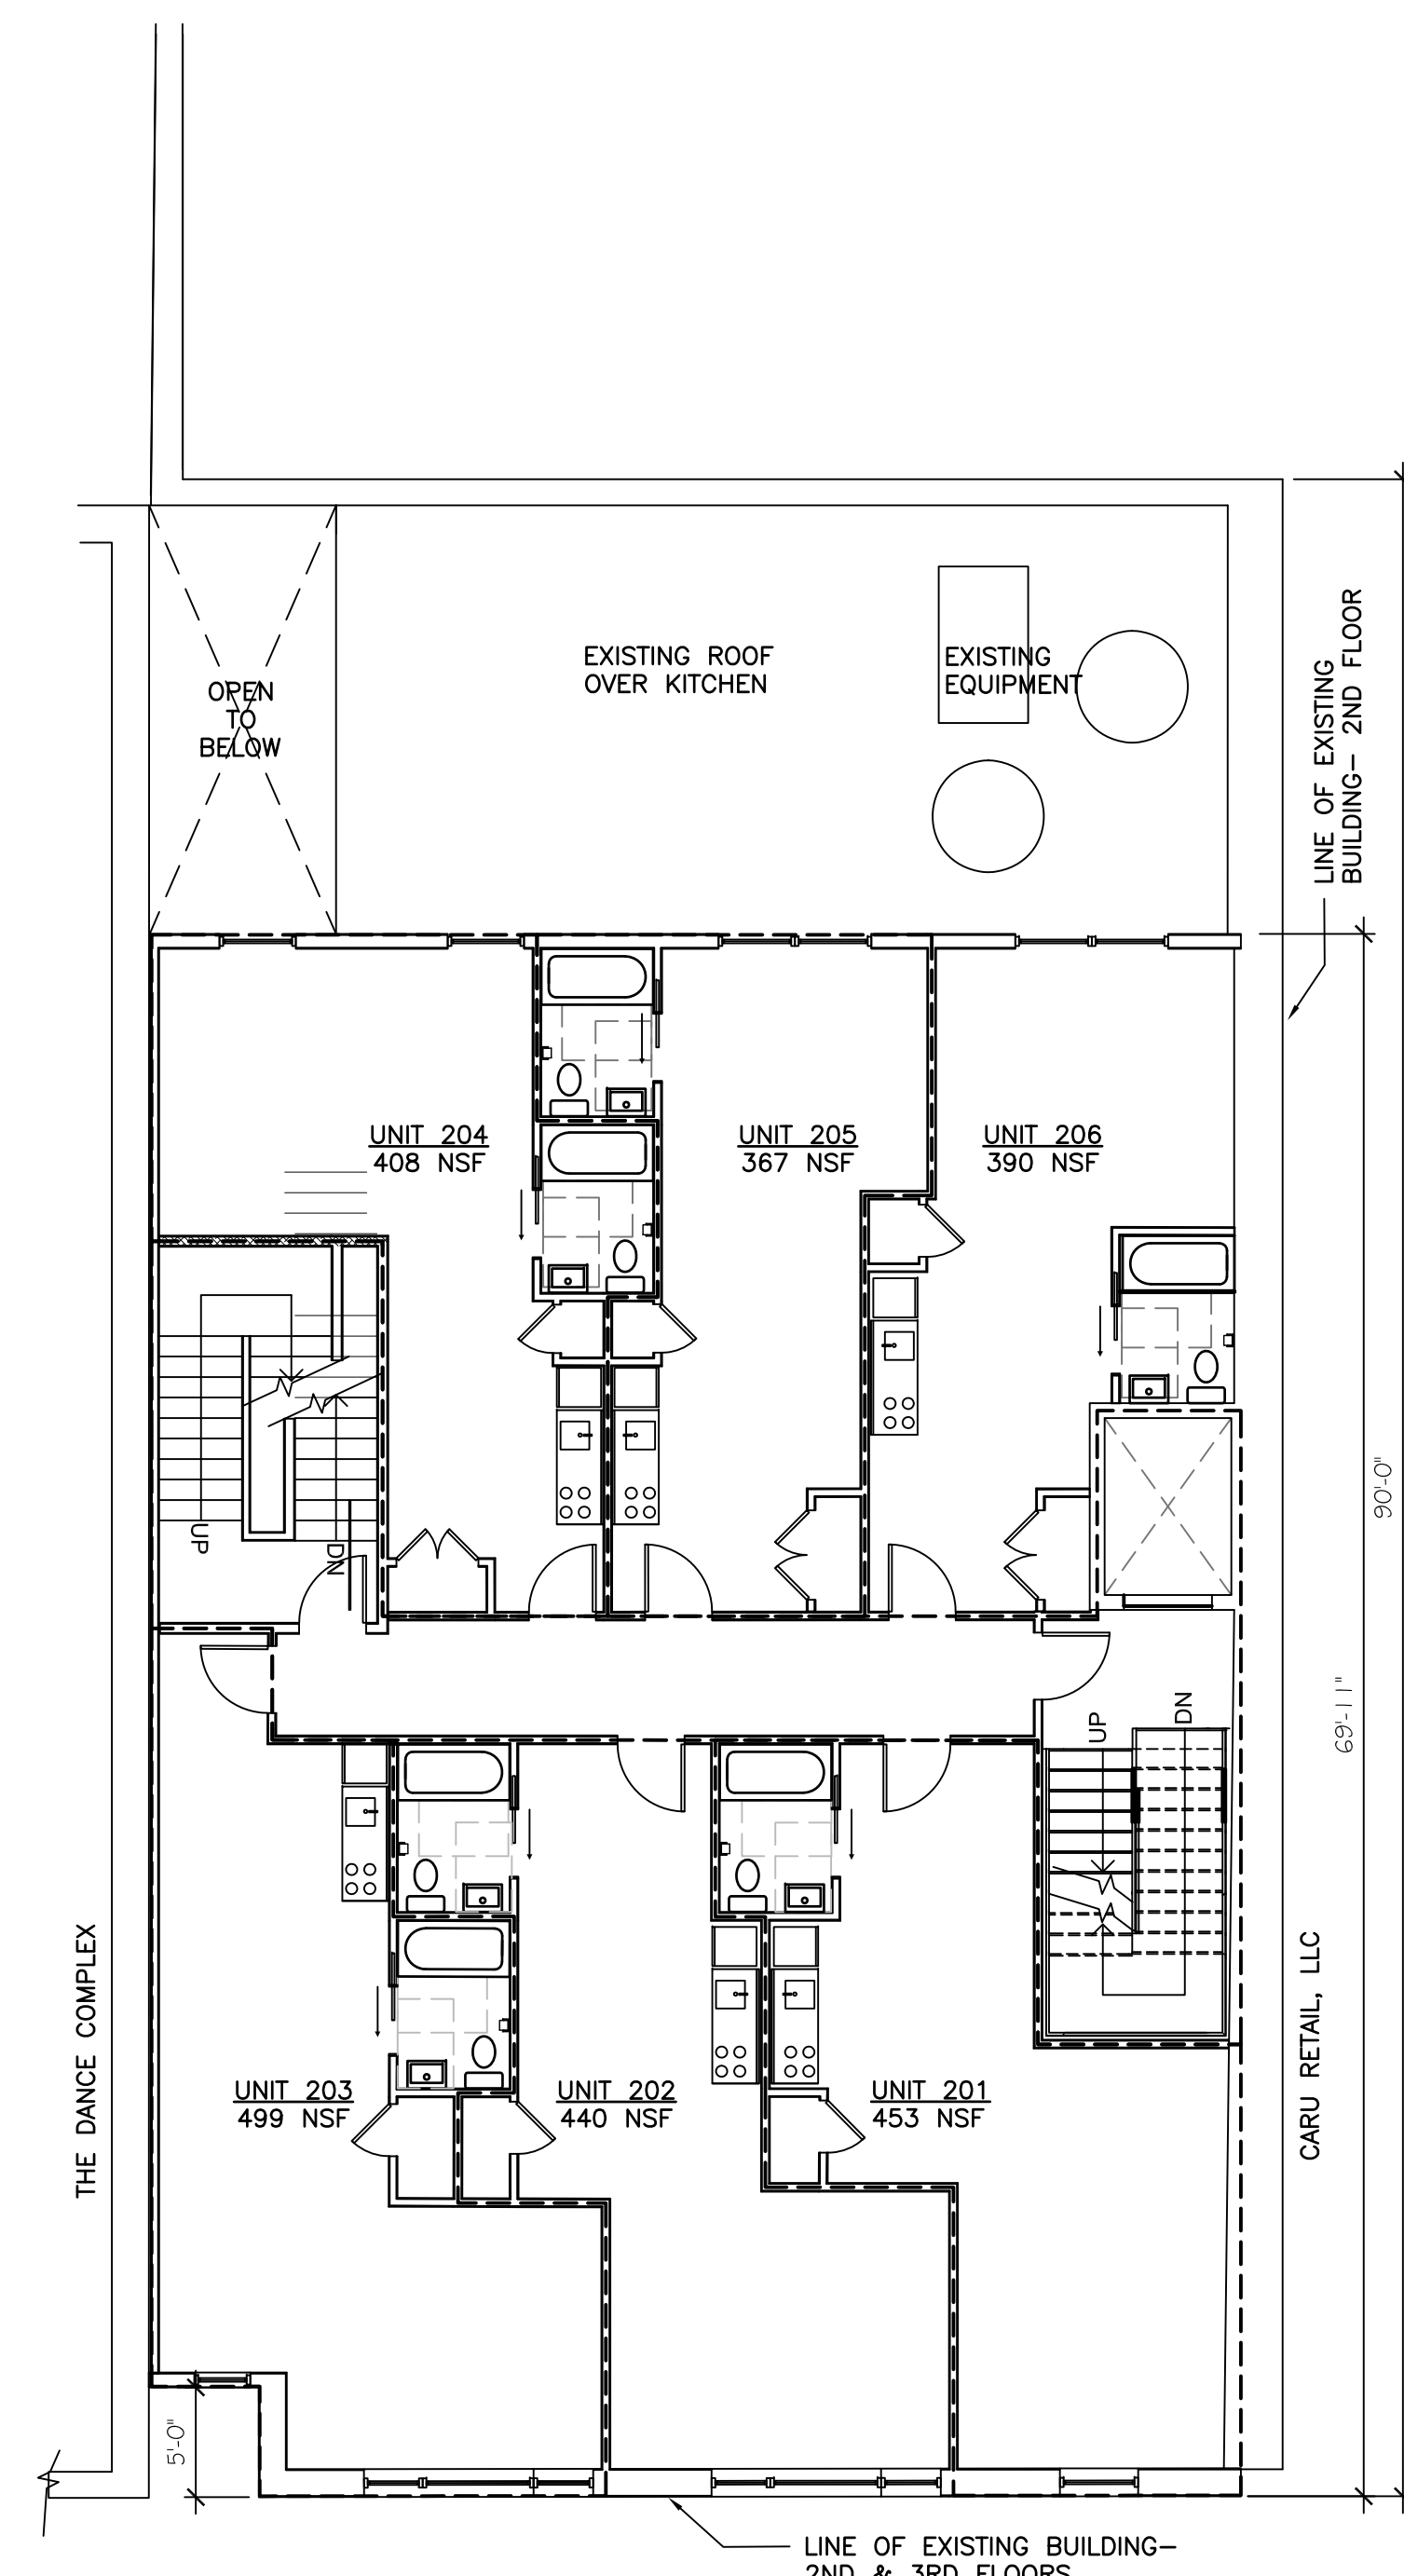 EXISTING ROOF
OVER KITCHEN
EXISTING
EQUIPMENT
OPEN
TO
BELOW
LINE OF EXISTING
BUILDING- 2ND FLOOR
UNIT 204
408 NSF
UNIT 205
367 NSF
UNIT 206
390 NSF
90'-0"
UP
DN
69'-11"
UP
DN
THE DANCE COMPLEX
CARU RETAIL, LLC
UNIT 203
499 NSF
UNIT 202
440 NSF
UNIT 201
453 NSF
5'-0"
LINE OF EXISTING BUILDING-
2ND & 3RD FLOORS